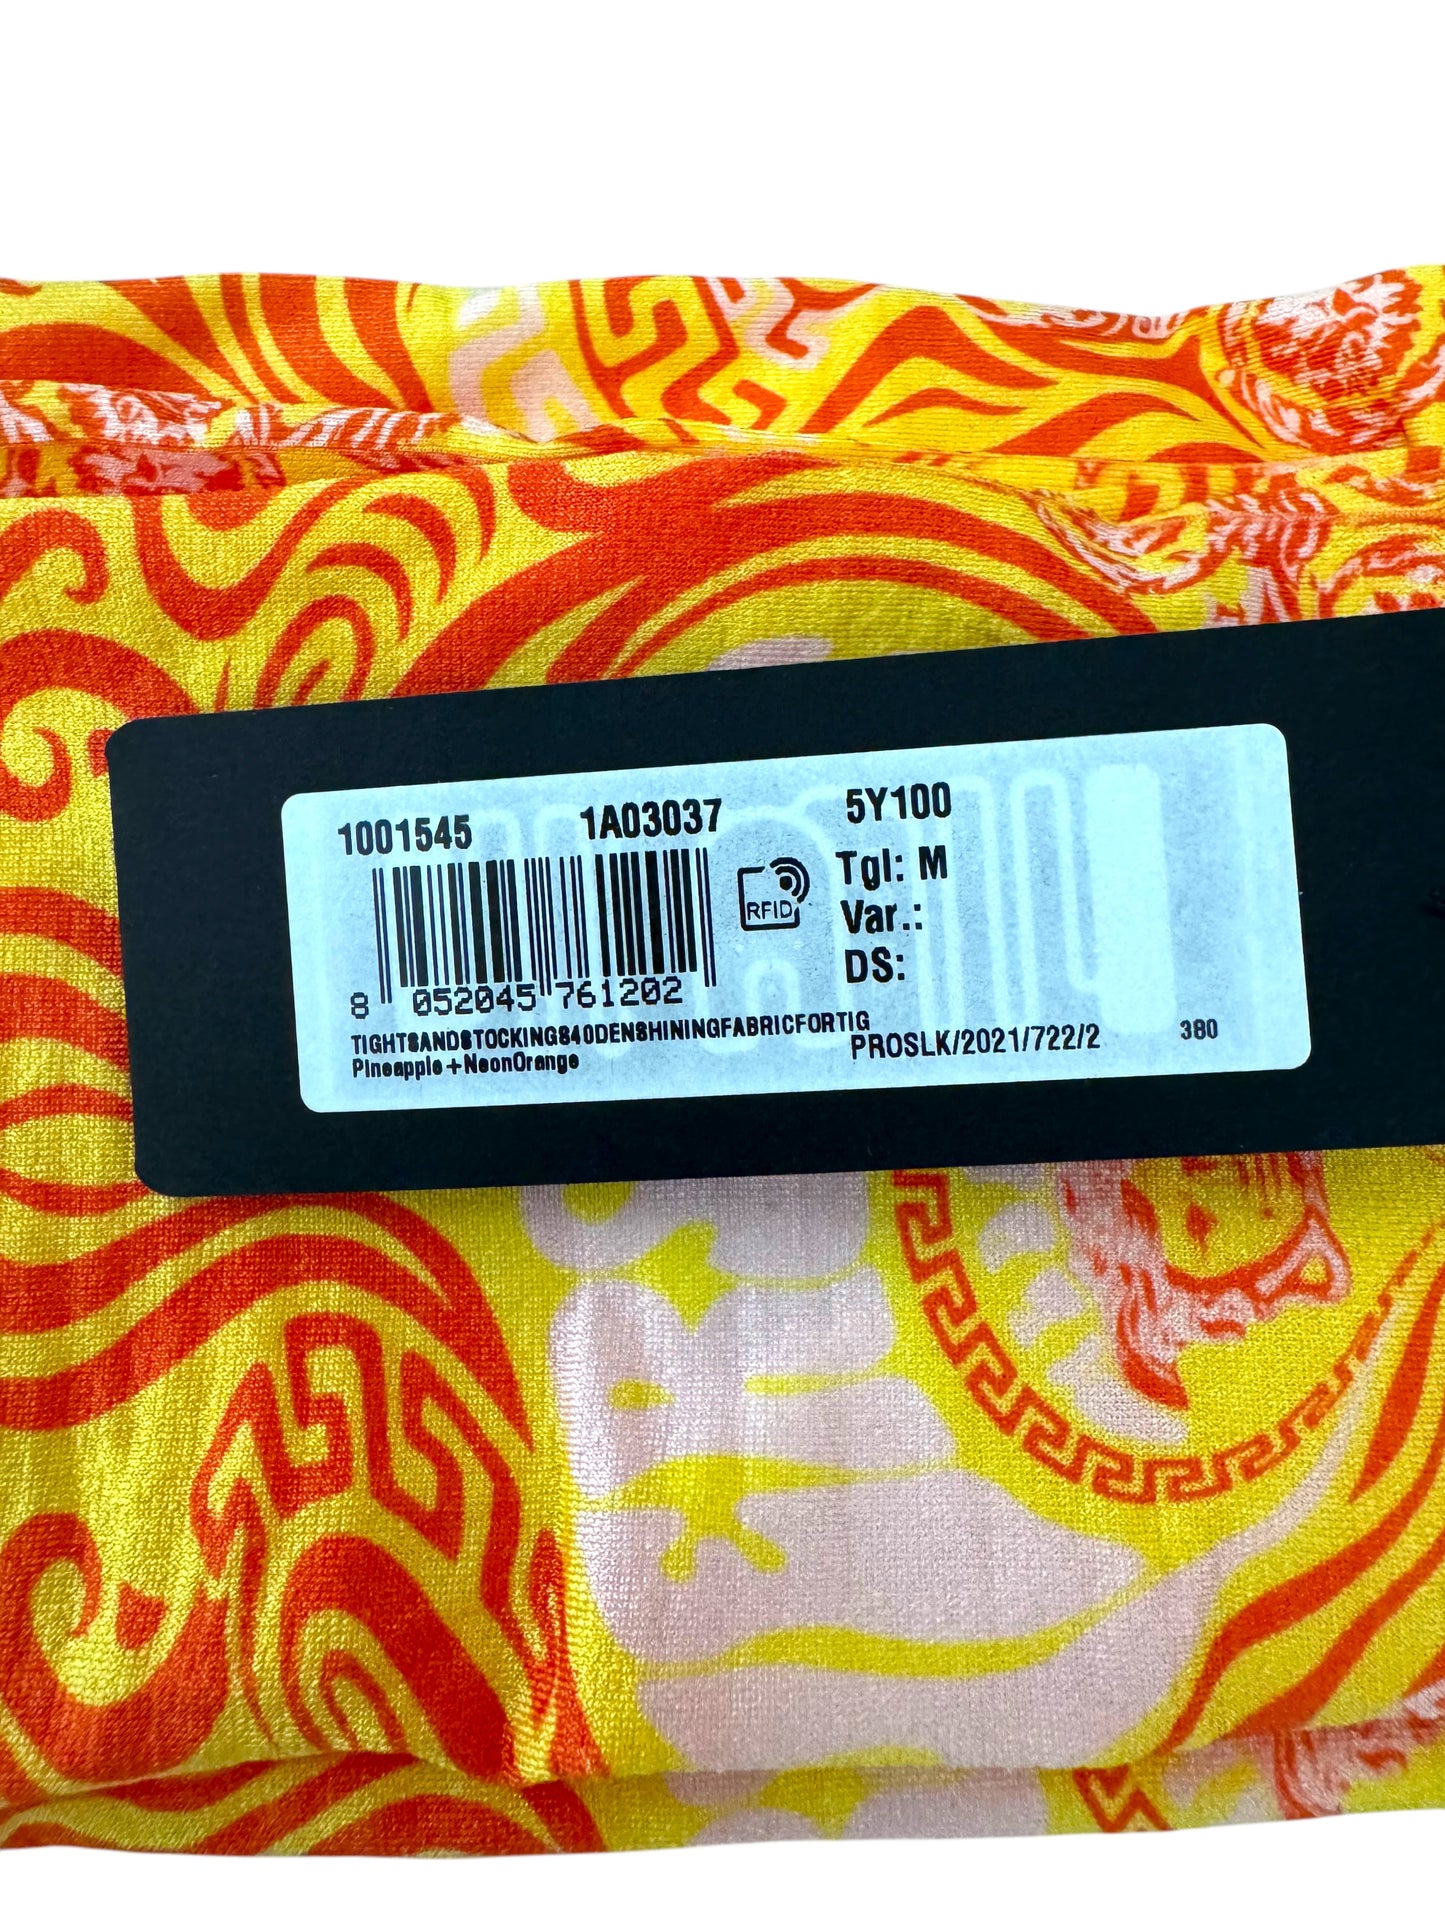 1001545 1A03037 5Y100
RFID
Tgl: M
Var.:
DS:
8 052045 761202
TIGHTSANDSTOCKINGS40DENSHININGFABRICFORTIG
Pineapple+NeonOrange
PROSLK/2021/722/2 380